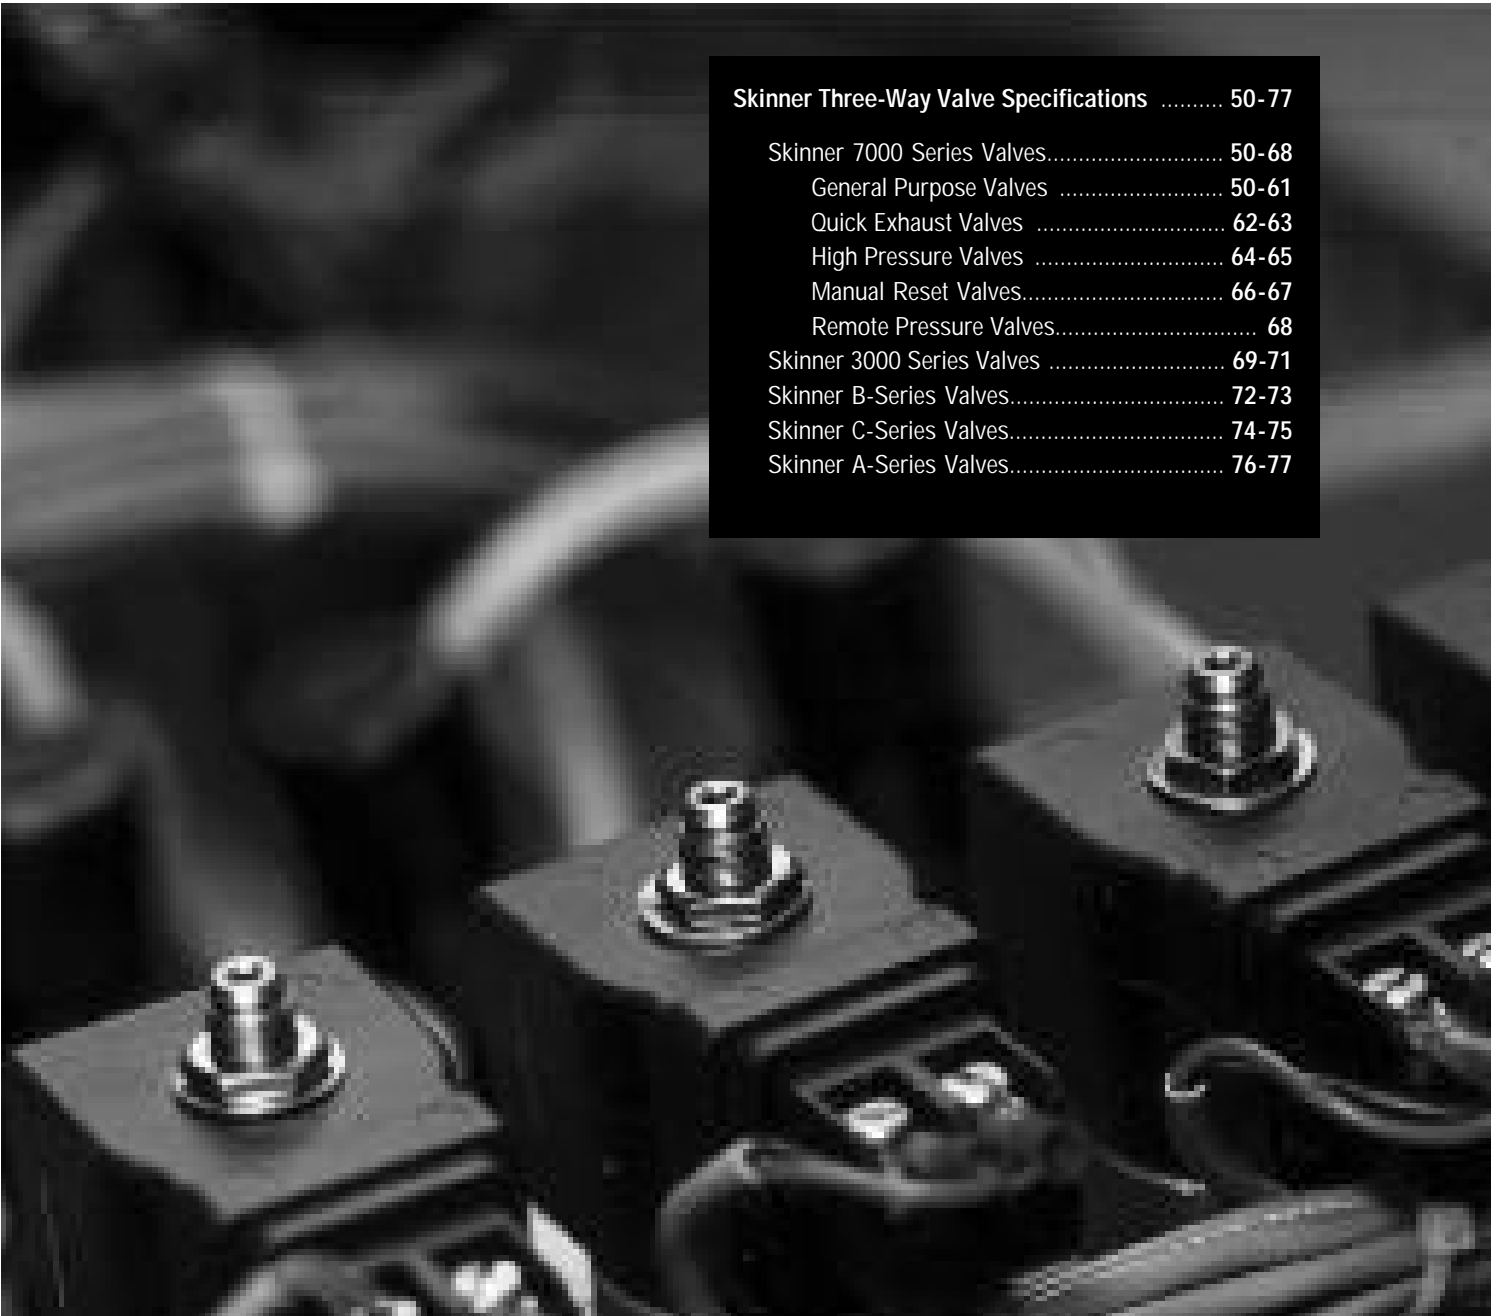 Skinner Three-Way Valve Specifications .......... 50-77
Skinner 7000 Series Valves............................ 50-68
General Purpose Valves .......................... 50-61
Quick Exhaust Valves .............................. 62-63
High Pressure Valves .............................. 64-65
Manual Reset Valves................................ 66-67
Remote Pressure Valves................................ 68
Skinner 3000 Series Valves ............................ 69-71
Skinner B-Series Valves.................................. 72-73
Skinner C-Series Valves.................................. 74-75
Skinner A-Series Valves.................................. 76-77